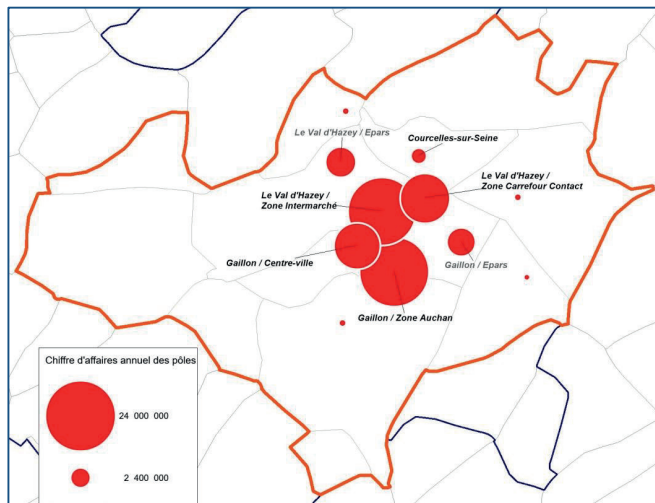 Le Val d'Hazey / Epars
Courcelles-sur-Seine
Le Val d'Hazey /
Zone Intermarché
Le Val d'Hazey /
Zone Carrefour Contact
Gaillon / Centre-ville
Gaillon / Epars
Gaillon / Zone Auchan
Chiffre d'affaires annuel des pôles
24 000 000
2 400 000